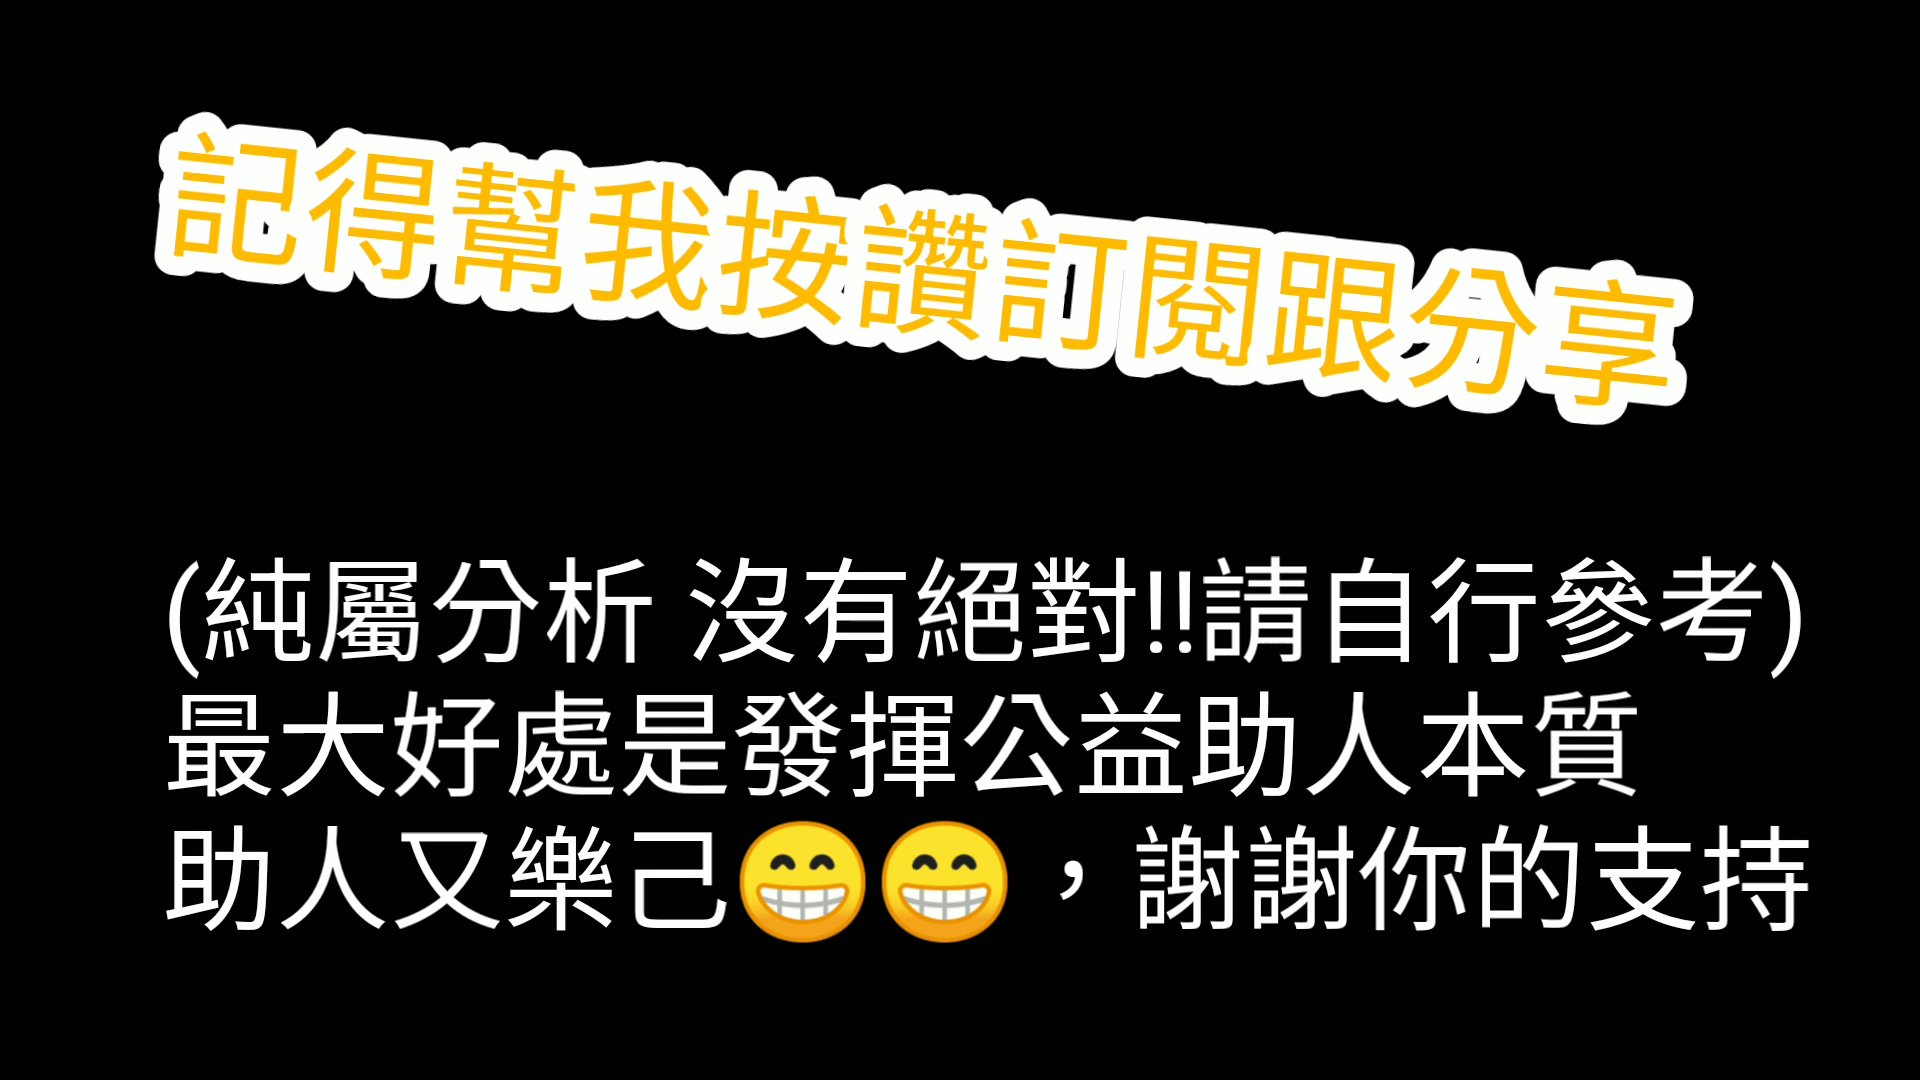 記得幫我按讚訂閱跟分享
(純屬分析 沒有絕對!!請自行參考)
最大好處是發揮公益助人本質
助人又樂己😁😁，謝謝你的支持